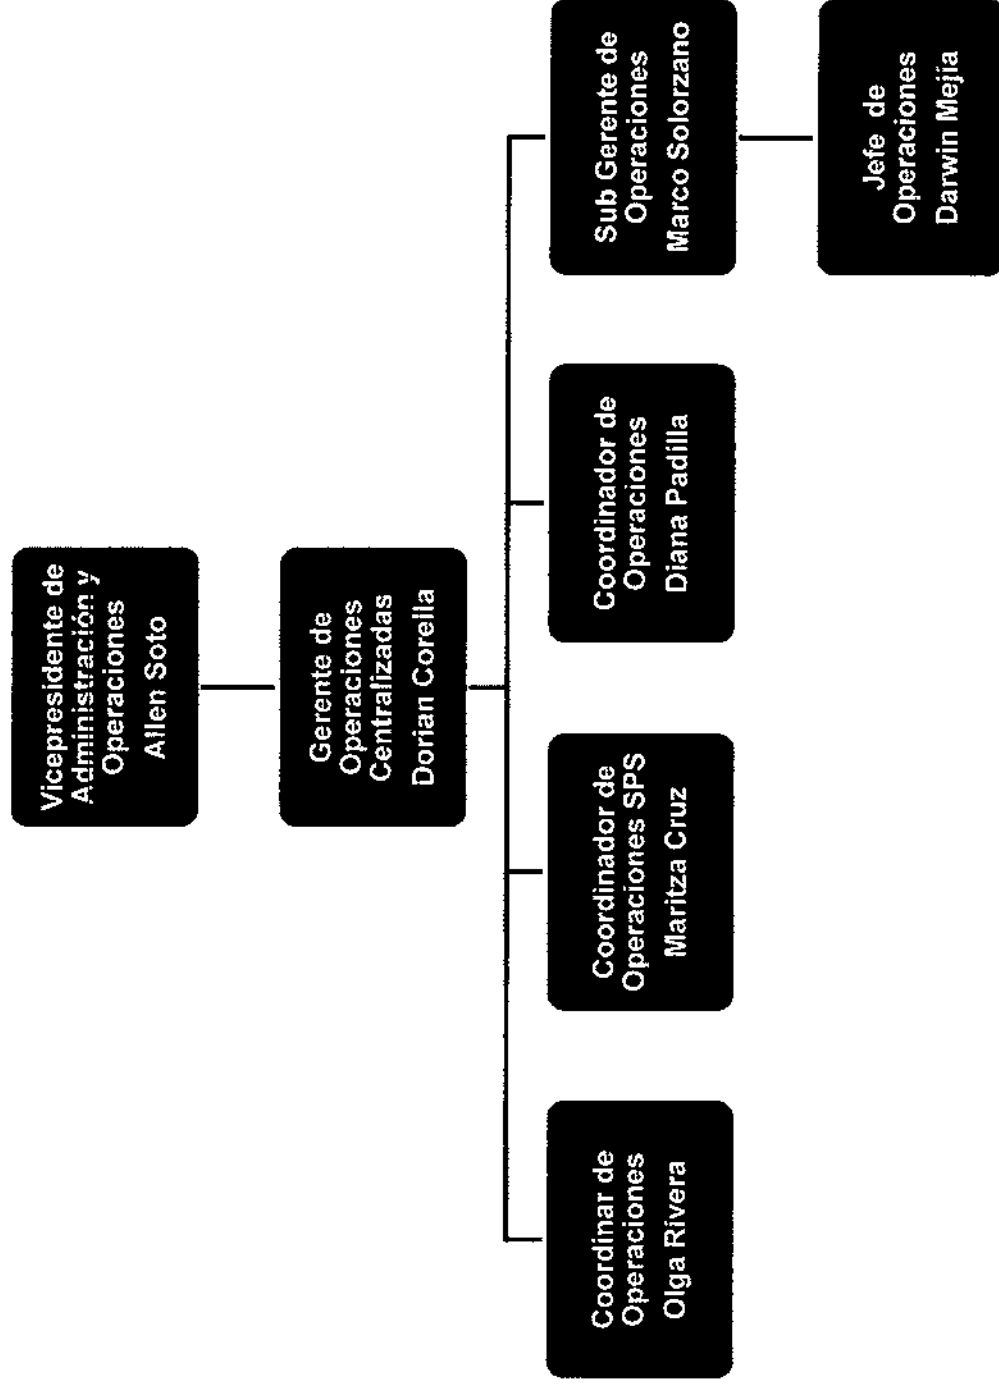 Vicepresidente de
Administración y
Operaciones
Allen Soto
Gerente de
Operaciones
Centralizadas
Dorian Corella
Coordinar de
Operaciones
Olga Rivera
Coordinador de
Operaciones SPS
Maritza Cruz
Coordinador de
Operaciones
Diana Padilla
Sub Gerente de
Operaciones
Marco Solorzano
Jefe de
Operaciones
Darwin Mejía